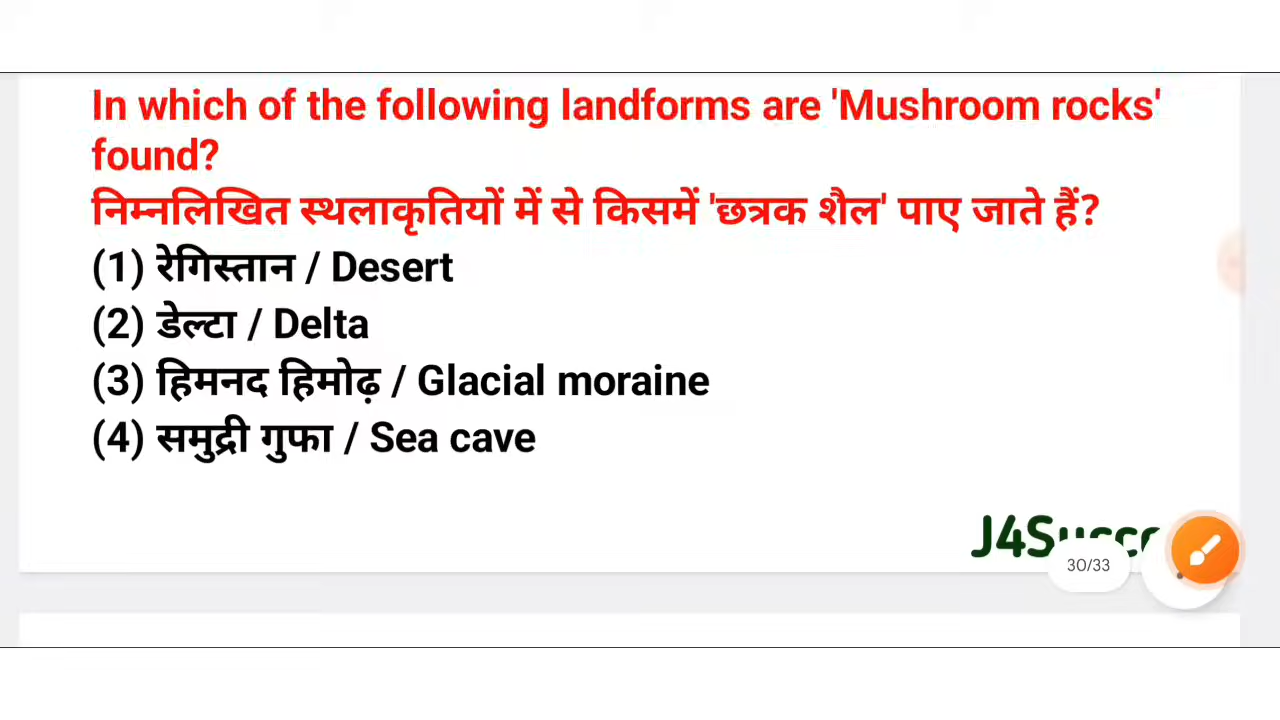 In which of the following landforms are 'Mushroom rocks'
found?
निम्नलिखित स्थलाकृतियों में से किसमें 'छत्रक शैल' पाए जाते हैं?
(1) रेगिस्तान / Desert
(2) डेल्टा / Delta
(3) हिमनद हिमोढ़ / Glacial moraine
(4) समुद्री गुफा / Sea cave
30/33